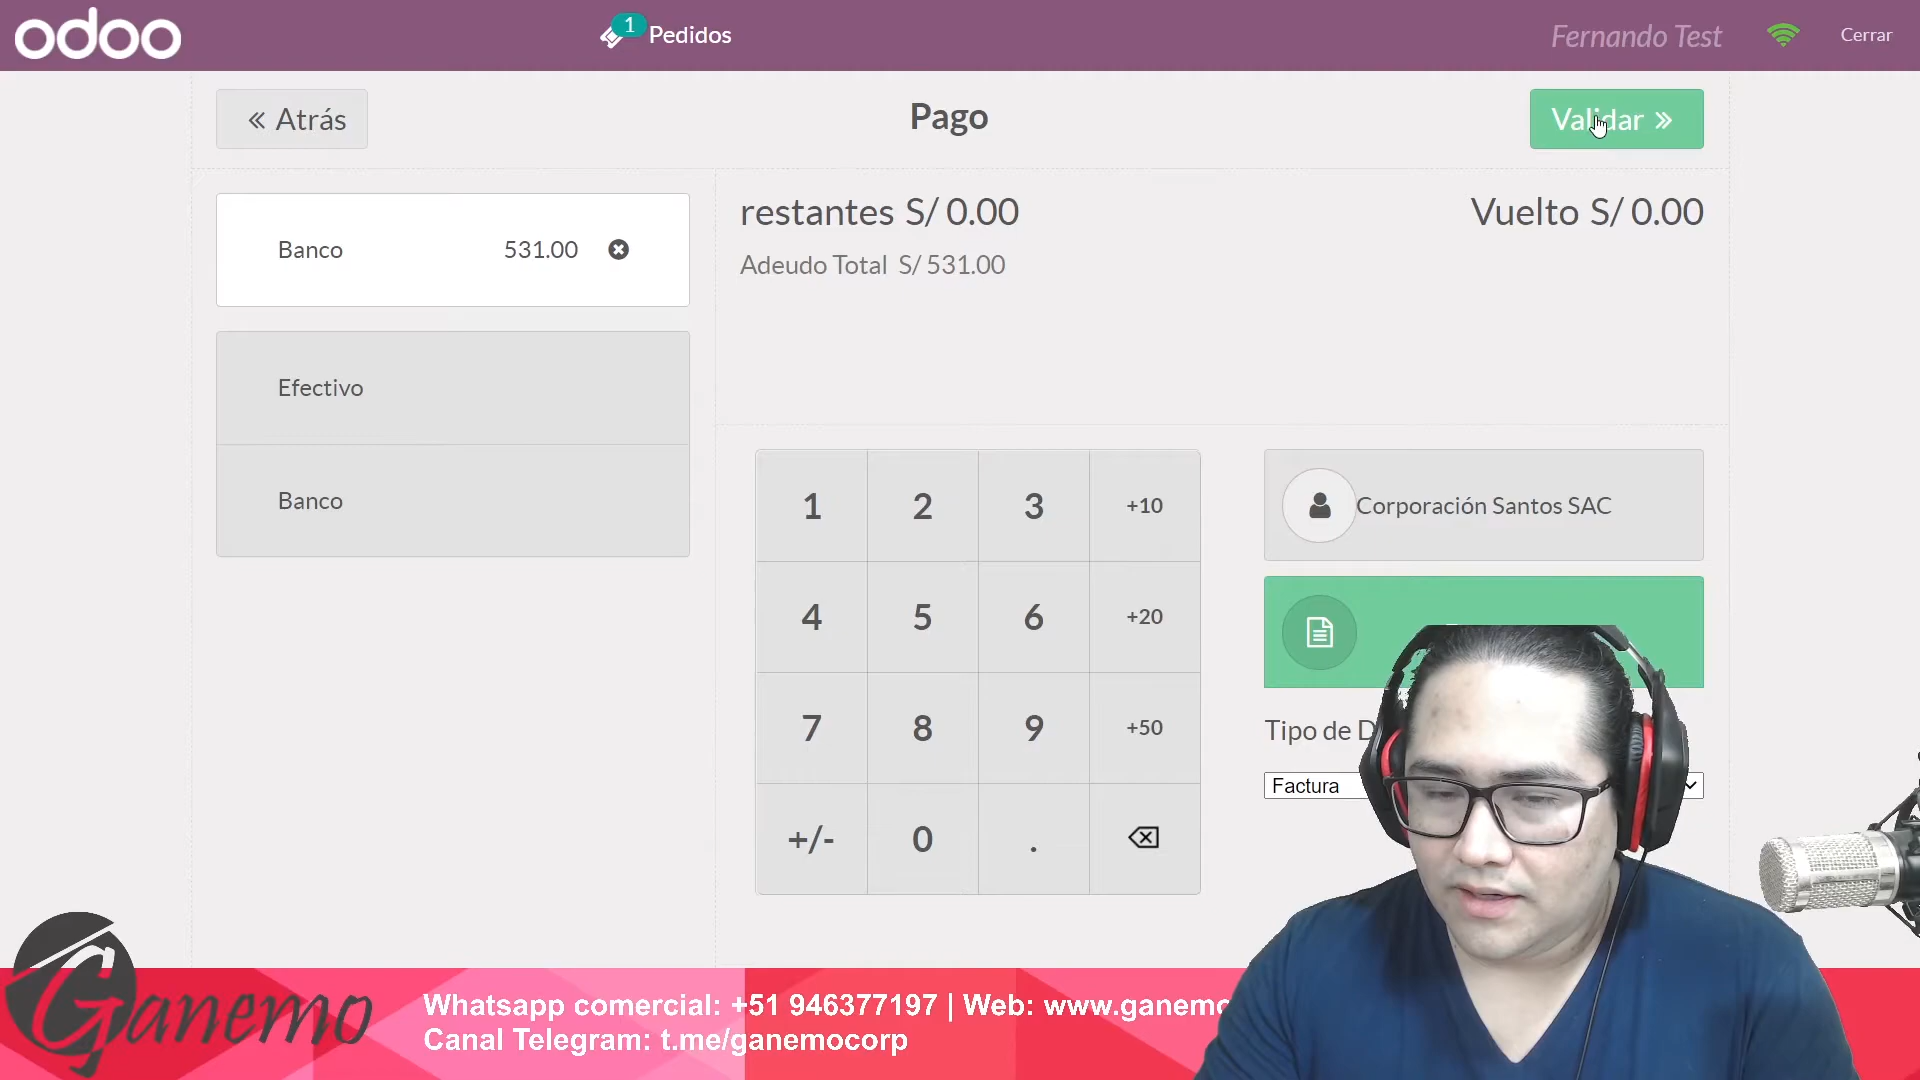 odoo
1 Pedidos
Fernando Test
Cerrar
« Atrás
Pago
Validar »
Banco 531.00
restantes S/ 0.00
Vuelto S/ 0.00
Adeudo Total S/ 531.00
Efectivo
Banco
1 2 3 +10
4 5 6 +20
7 8 9 +50
+/- 0 .
Corporación Santos SAC
Tipo de
Factura
Ganemo
Whatsapp comercial: +51 946377197 | Web: www.ganemo
Canal Telegram: t.me/ganemocorp